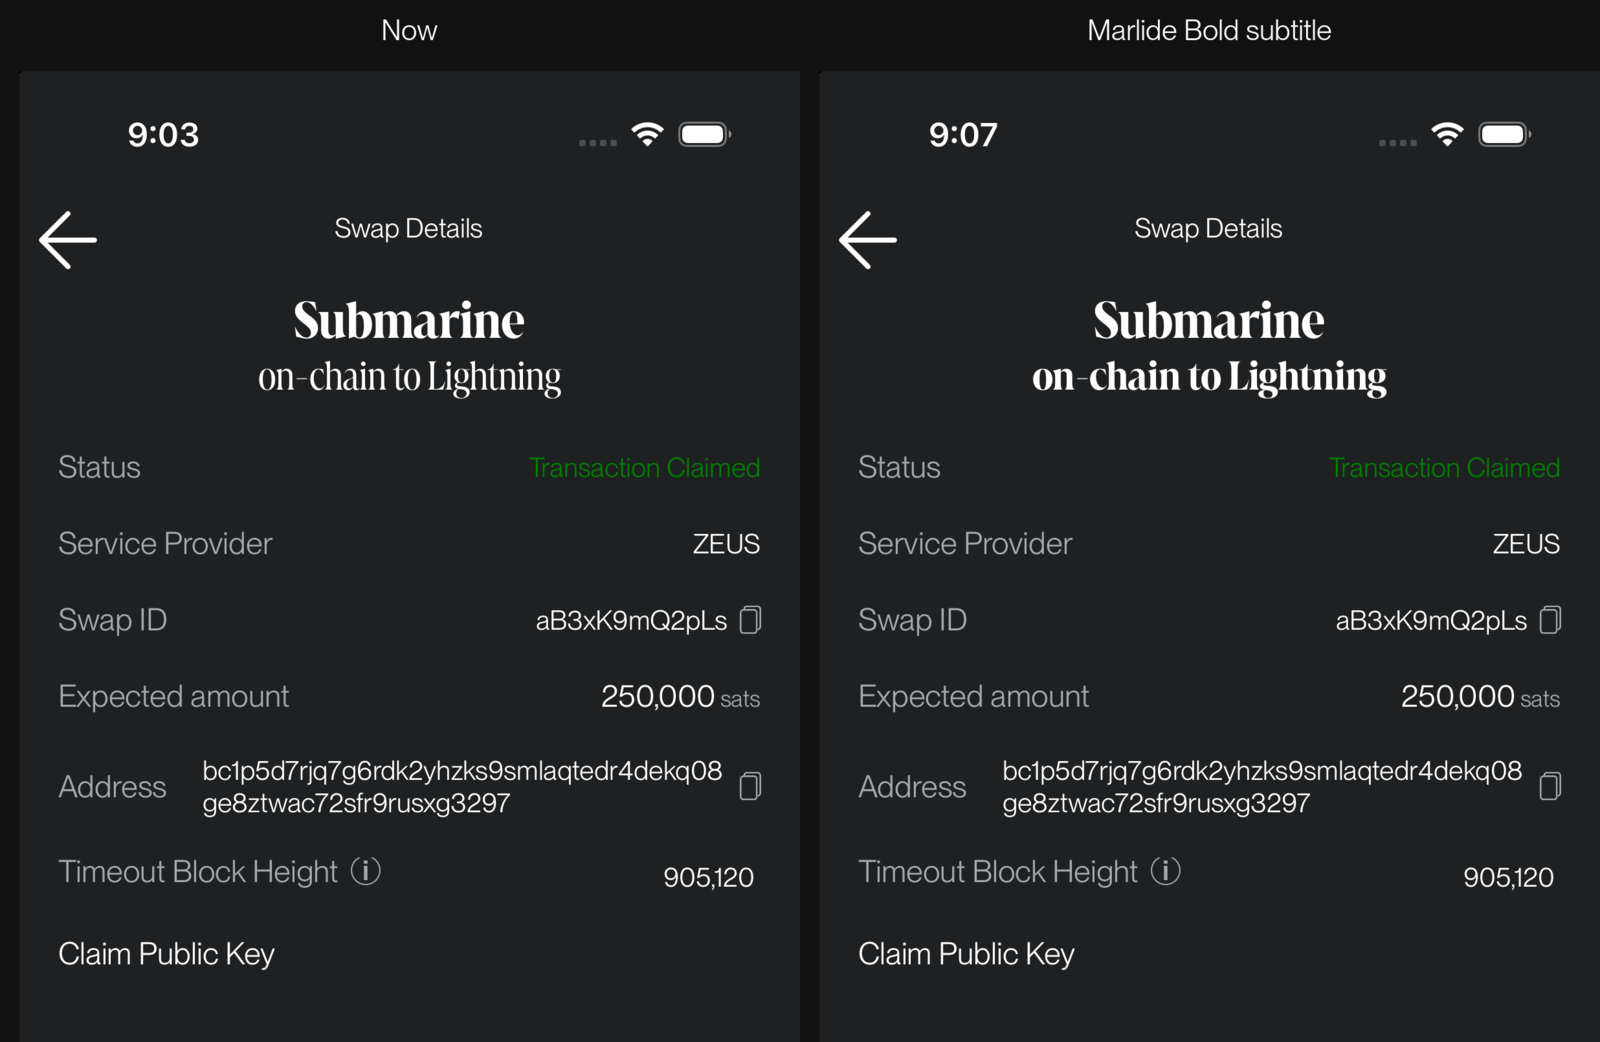 Now
9:03
Swap Details
Submarine
on-chain to Lightning
Status Transaction Claimed
Service Provider ZEUS
Swap ID aB3xK9mQ2pLs
Expected amount 250,000 sats
Address bc1p5d7rjq7g6rdk2yhzks9smlaqtedr4dekq08
ge8ztwac72sfr9rusxg3297
Timeout Block Height 905,120
Claim Public Key
Marlide Bold subtitle
9:07
Swap Details
Submarine
on-chain to Lightning
Status Transaction Claimed
Service Provider ZEUS
Swap ID aB3xK9mQ2pLs
Expected amount 250,000 sats
Address bc1p5d7rjq7g6rdk2yhzks9smlaqtedr4dekq08
ge8ztwac72sfr9rusxg3297
Timeout Block Height 905,120
Claim Public Key